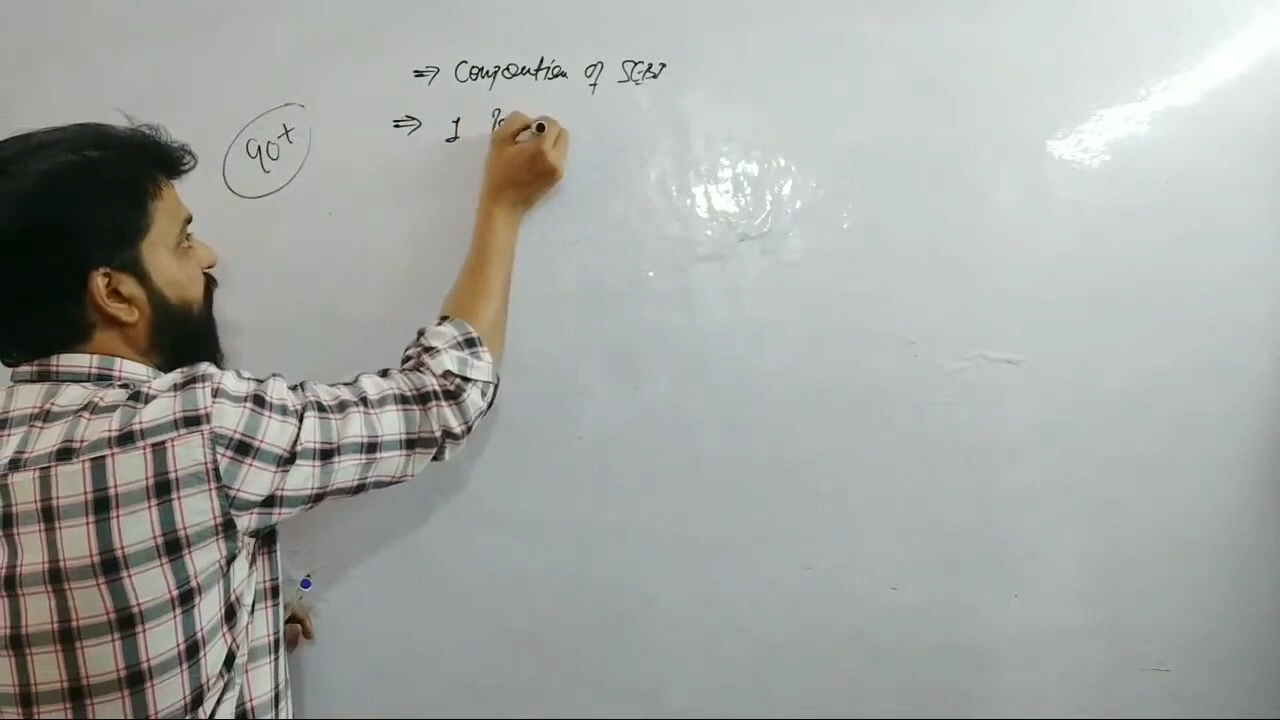 ⇒ Composition of SEBI
90+
⇒ 1